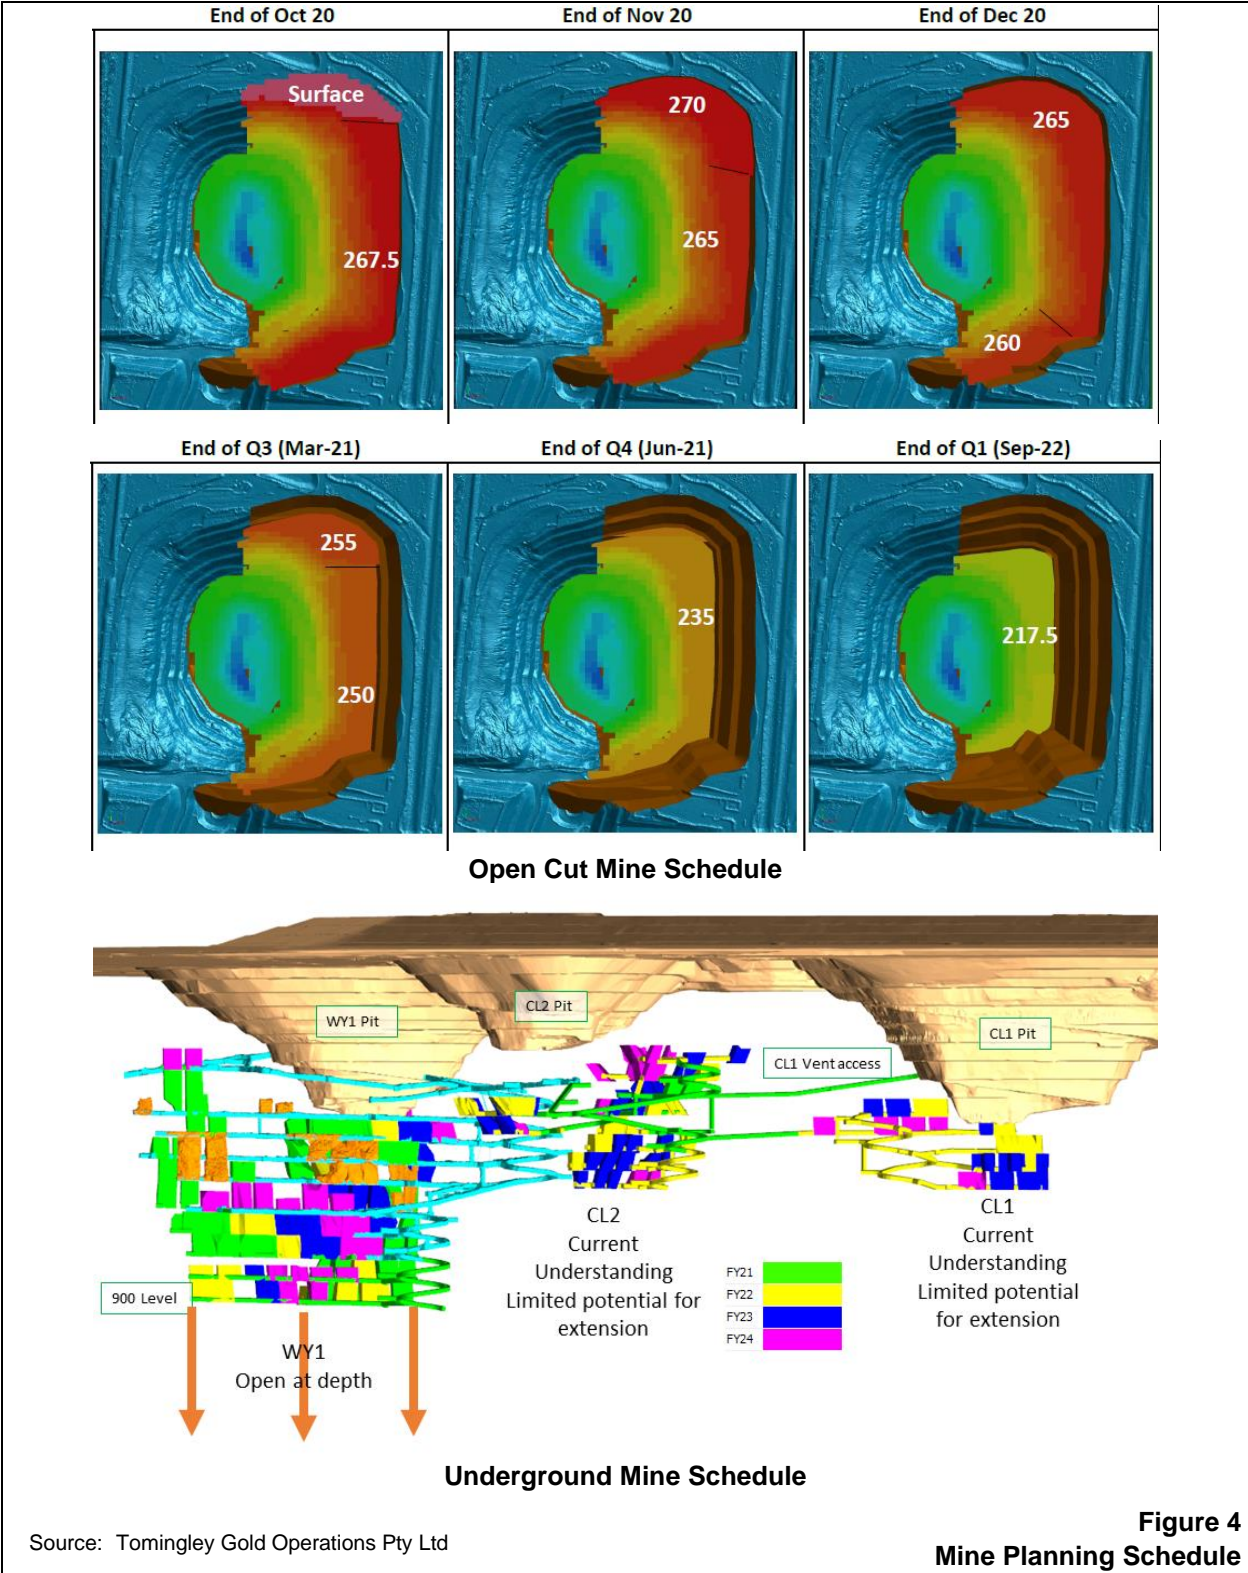 End of Oct 20
End of Nov 20
End of Dec 20
Surface
267.5
270
265
265
260
End of Q3 (Mar-21)
End of Q4 (Jun-21)
End of Q1 (Sep-22)
255
250
235
217.5
Open Cut Mine Schedule
WY1 Pit
CL2 Pit
CL1 Pit
CL1 Vent access
900 Level
WY1
Open at depth
CL2
Current
Understanding
Limited potential for
extension
FY21
FY22
FY23
FY24
CL1
Current
Understanding
Limited potential
for extension
Underground Mine Schedule
Source: Tomingley Gold Operations Pty Ltd
Figure 4
Mine Planning Schedule